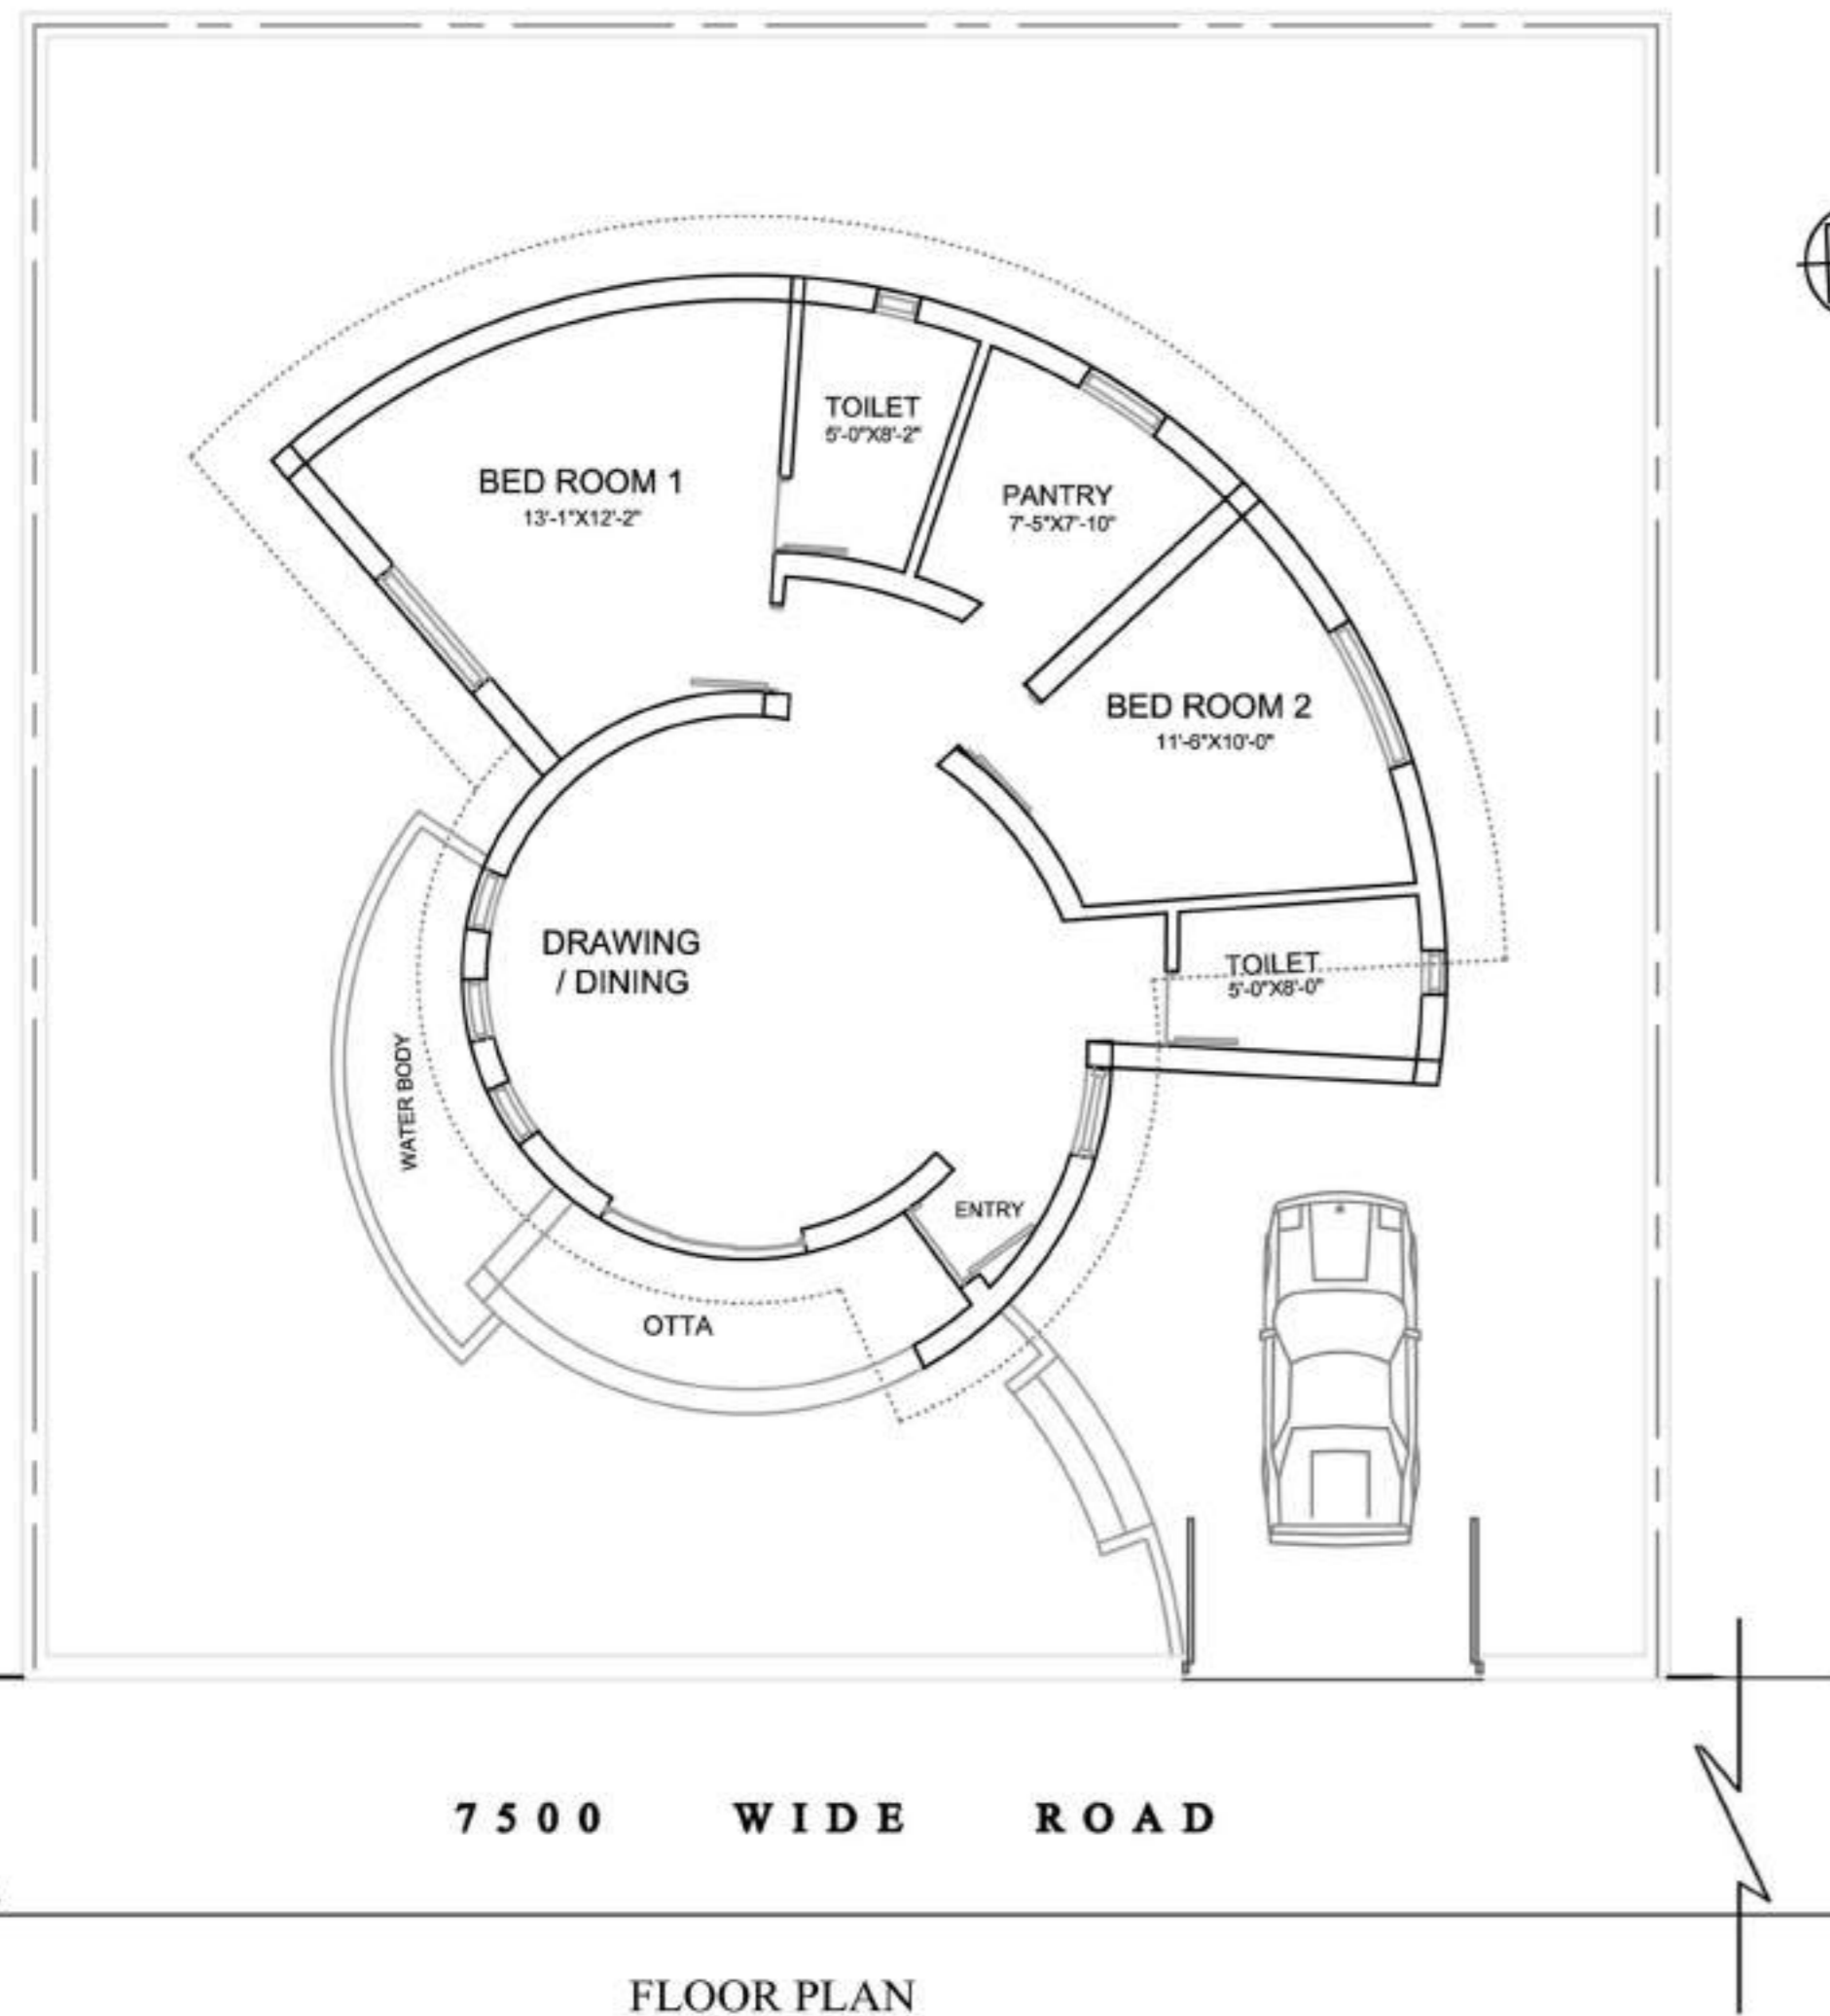 TOILET
5'-0"X8'-2"
BED ROOM 1
13'-1"X12'-2"
PANTRY
7'-5"X7'-10"
BED ROOM 2
11'-6"X10'-0"
DRAWING
/ DINING
TOILET
5'-0"X8'-0"
WATER BODY
ENTRY
OTTA
7500 WIDE ROAD
FLOOR PLAN